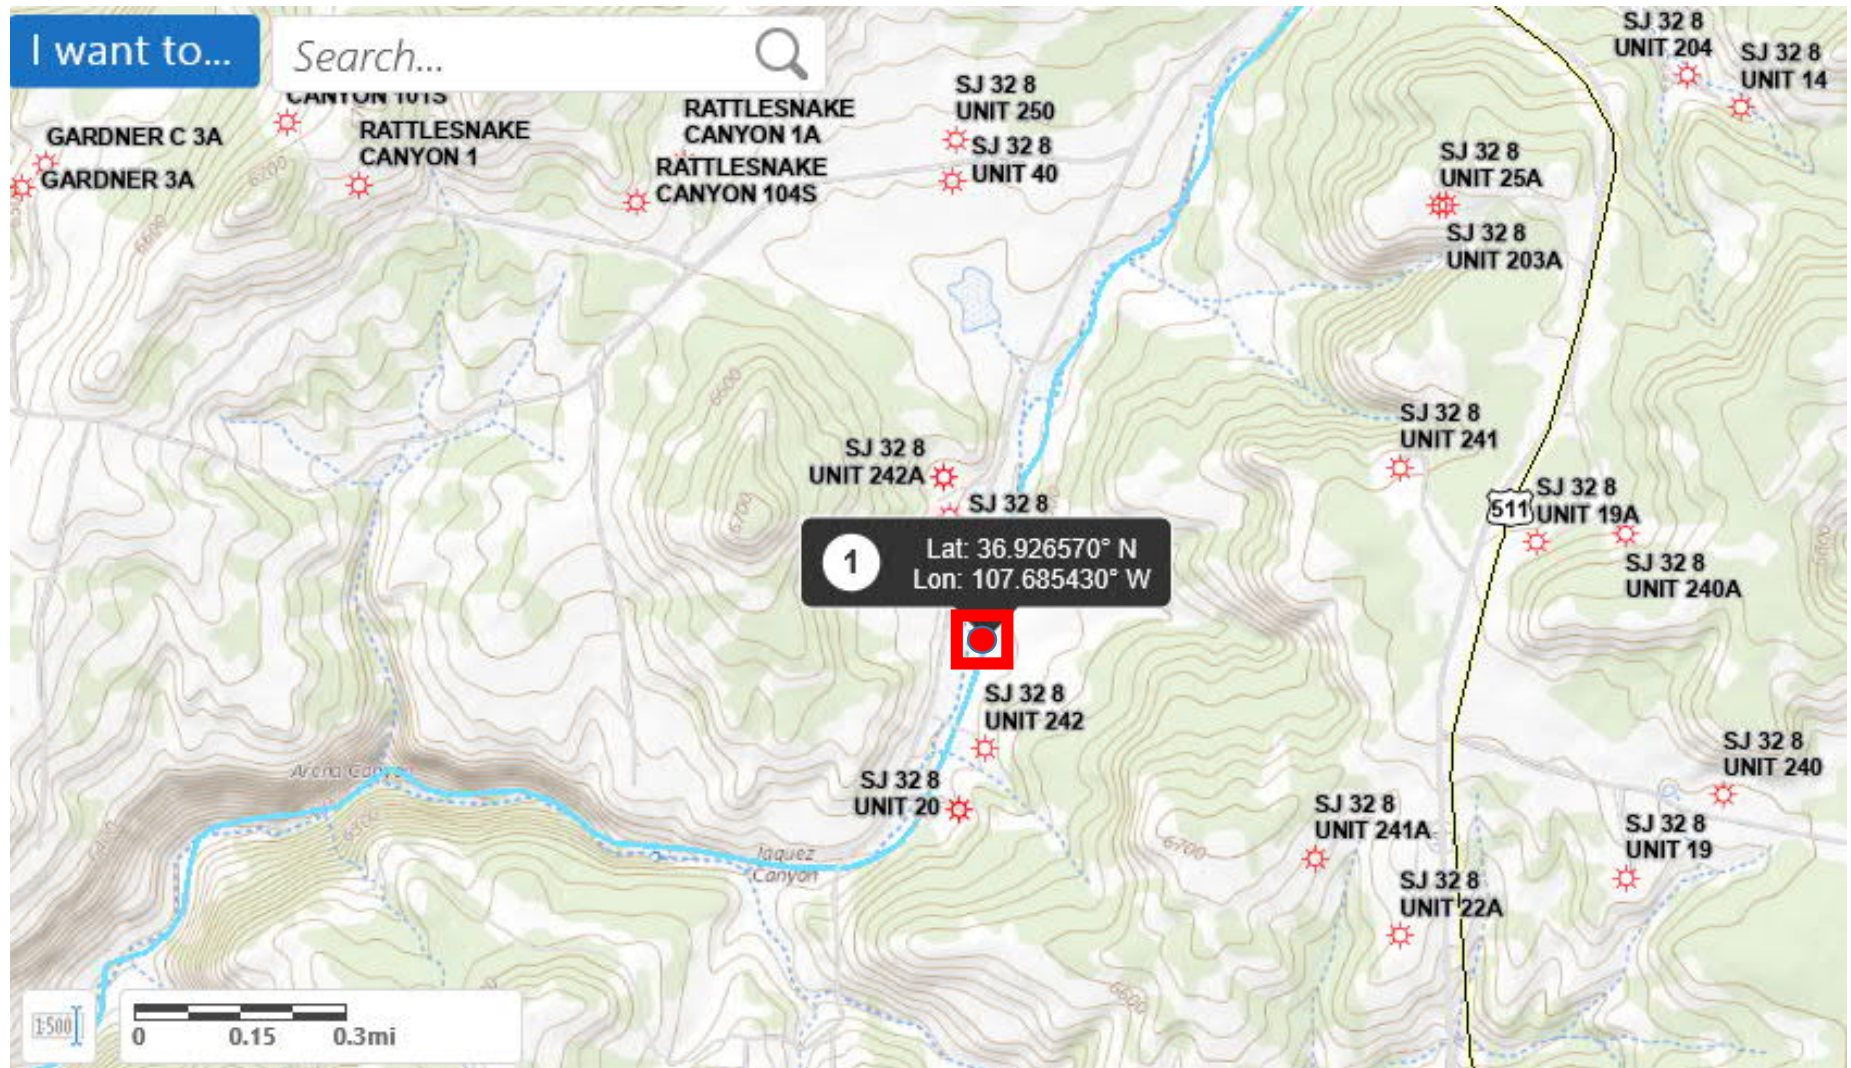 I want to...
Search...
SJ 32 8
UNIT 204
SJ 32 8
UNIT 14
CANYON 101S
GARDNER C 3A
GARDNER 3A
RATTLESNAKE
CANYON 1
RATTLESNAKE
CANYON 1A
RATTLESNAKE
CANYON 104S
SJ 32 8
UNIT 250
SJ 32 8
UNIT 40
SJ 32 8
UNIT 25A
SJ 32 8
UNIT 203A
6200
6600
6600
6700
SJ 32 8
UNIT 242A
SJ 32 8
SJ 32 8
UNIT 241
511
SJ 32 8
UNIT 19A
SJ 32 8
UNIT 240A
1
Lat: 36.926570° N
Lon: 107.685430° W
SJ 32 8
UNIT 242
SJ 32 8
UNIT 20
SJ 32 8
UNIT 240
SJ 32 8
UNIT 241A
SJ 32 8
UNIT 19
SJ 32 8
UNIT 22A
Arena Canyon
Jaquez
Canyon
6700
6600
1:500
0
0.15
0.3mi